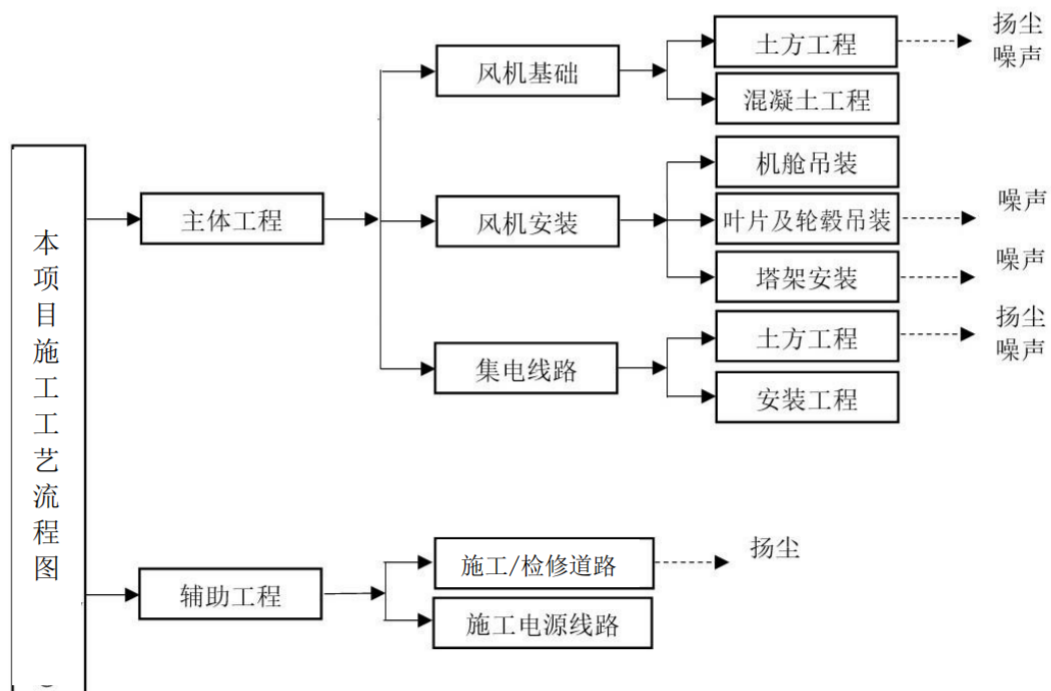 本项目施工工艺流程图
主体工程
风机基础
土方工程
扬尘
噪声
混凝土工程
风机安装
机舱吊装
叶片及轮毂吊装
噪声
塔架安装
噪声
集电线路
土方工程
扬尘
噪声
安装工程
辅助工程
施工/检修道路
扬尘
施工电源线路